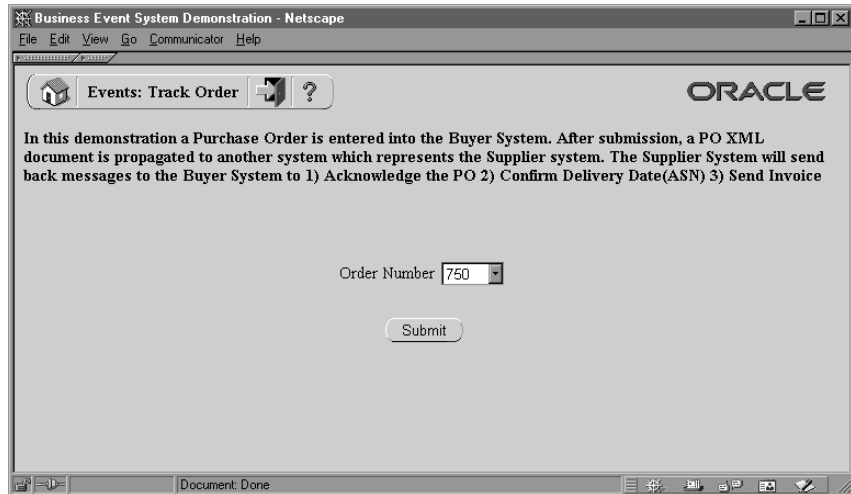 Business Event System Demonstration - Netscape
File Edit View Go Communicator Help
Events: Track Order ?
ORACLE
In this demonstration a Purchase Order is entered into the Buyer System. After submission, a PO XML
document is propagated to another system which represents the Supplier system. The Supplier System will send
back messages to the Buyer System to 1) Acknowledge the PO 2) Confirm Delivery Date(ASN) 3) Send Invoice
Order Number 750
Submit
Document: Done